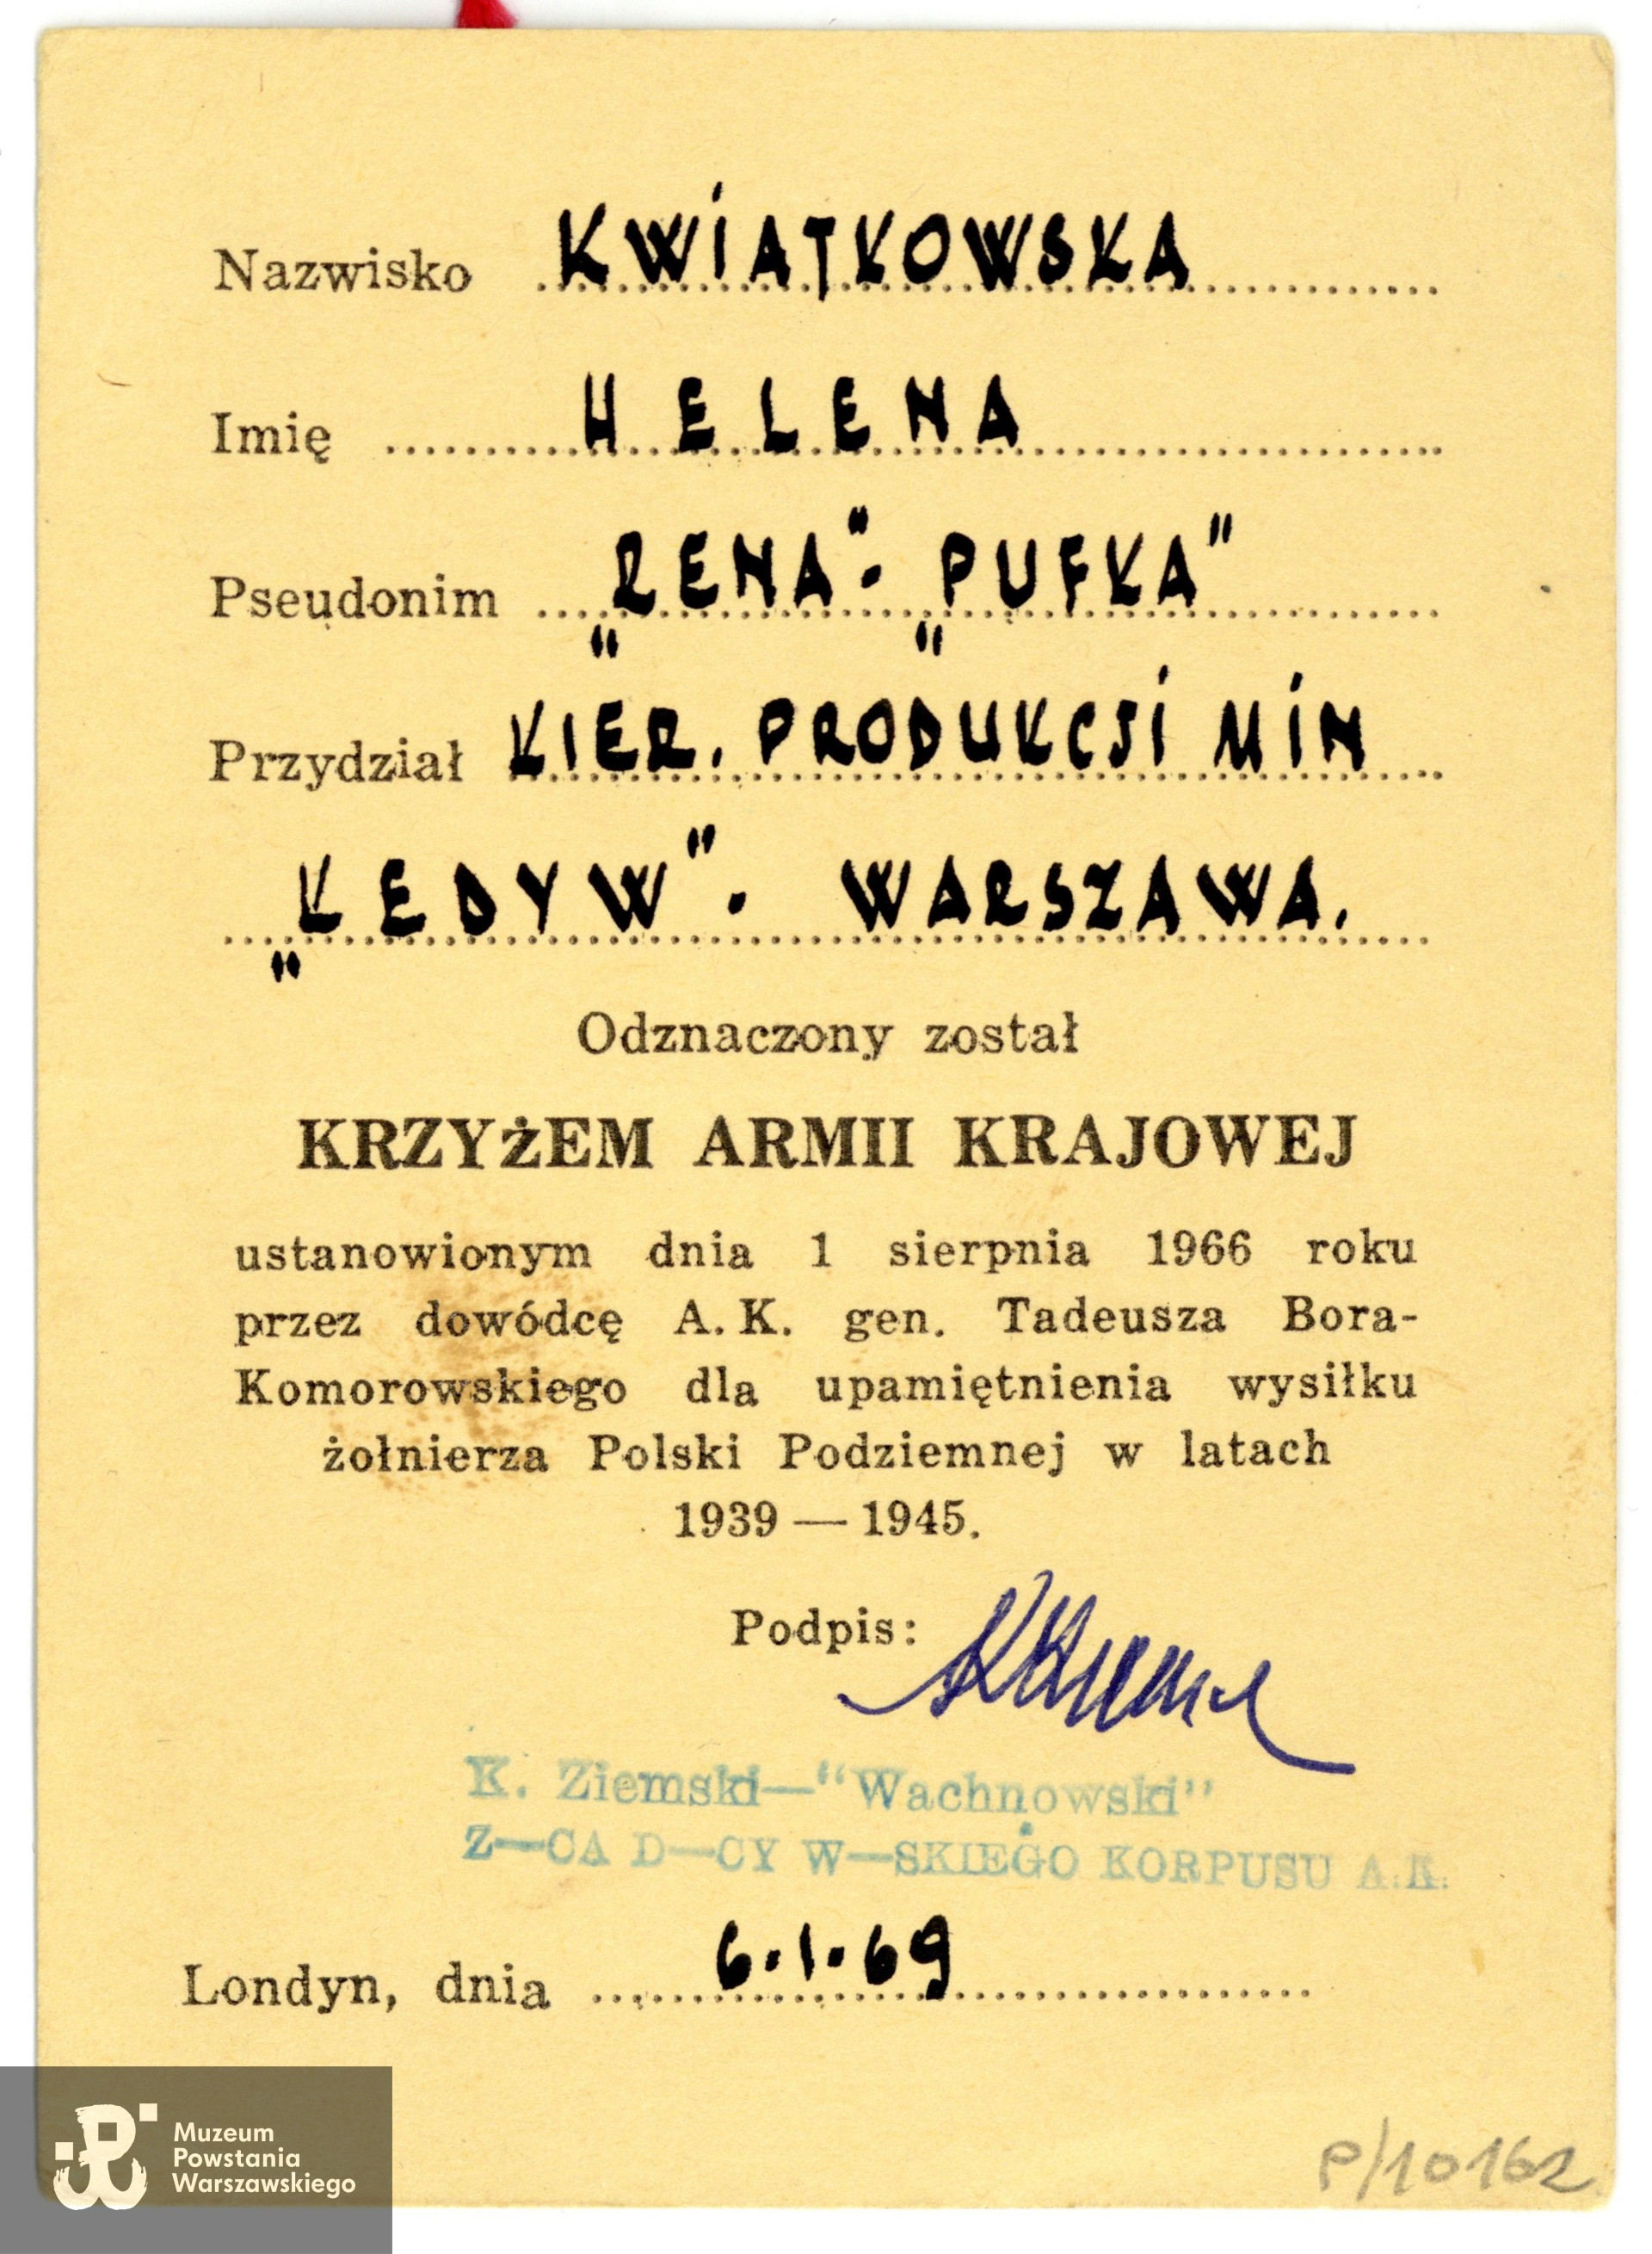 Nazwisko KWIATKOWSKA
Imię HELENA
Pseudonim „RENA". „PUFKA"
Przydział KIER. PRODUKCJI MIN
„KEDYW". WARSZAWA.
Odznaczony został
KRZYżEM ARMII KRAJOWEJ
ustanowionym dnia 1 sierpnia 1966 roku
przez dowódcę A. K. gen. Tadeusza Bora-
Komorowskiego dla upamiętnienia wysiłku
żołnierza Polski Podziemnej w latach
1939 — 1945.
Podpis:
K. Ziemski—"Wachnowski"
Z—CA D—CY W—SKIEGO KORPUSU A.K.
Londyn, dnia 6.1.69
Muzeum
Powstania
Warszawskiego
P/10162